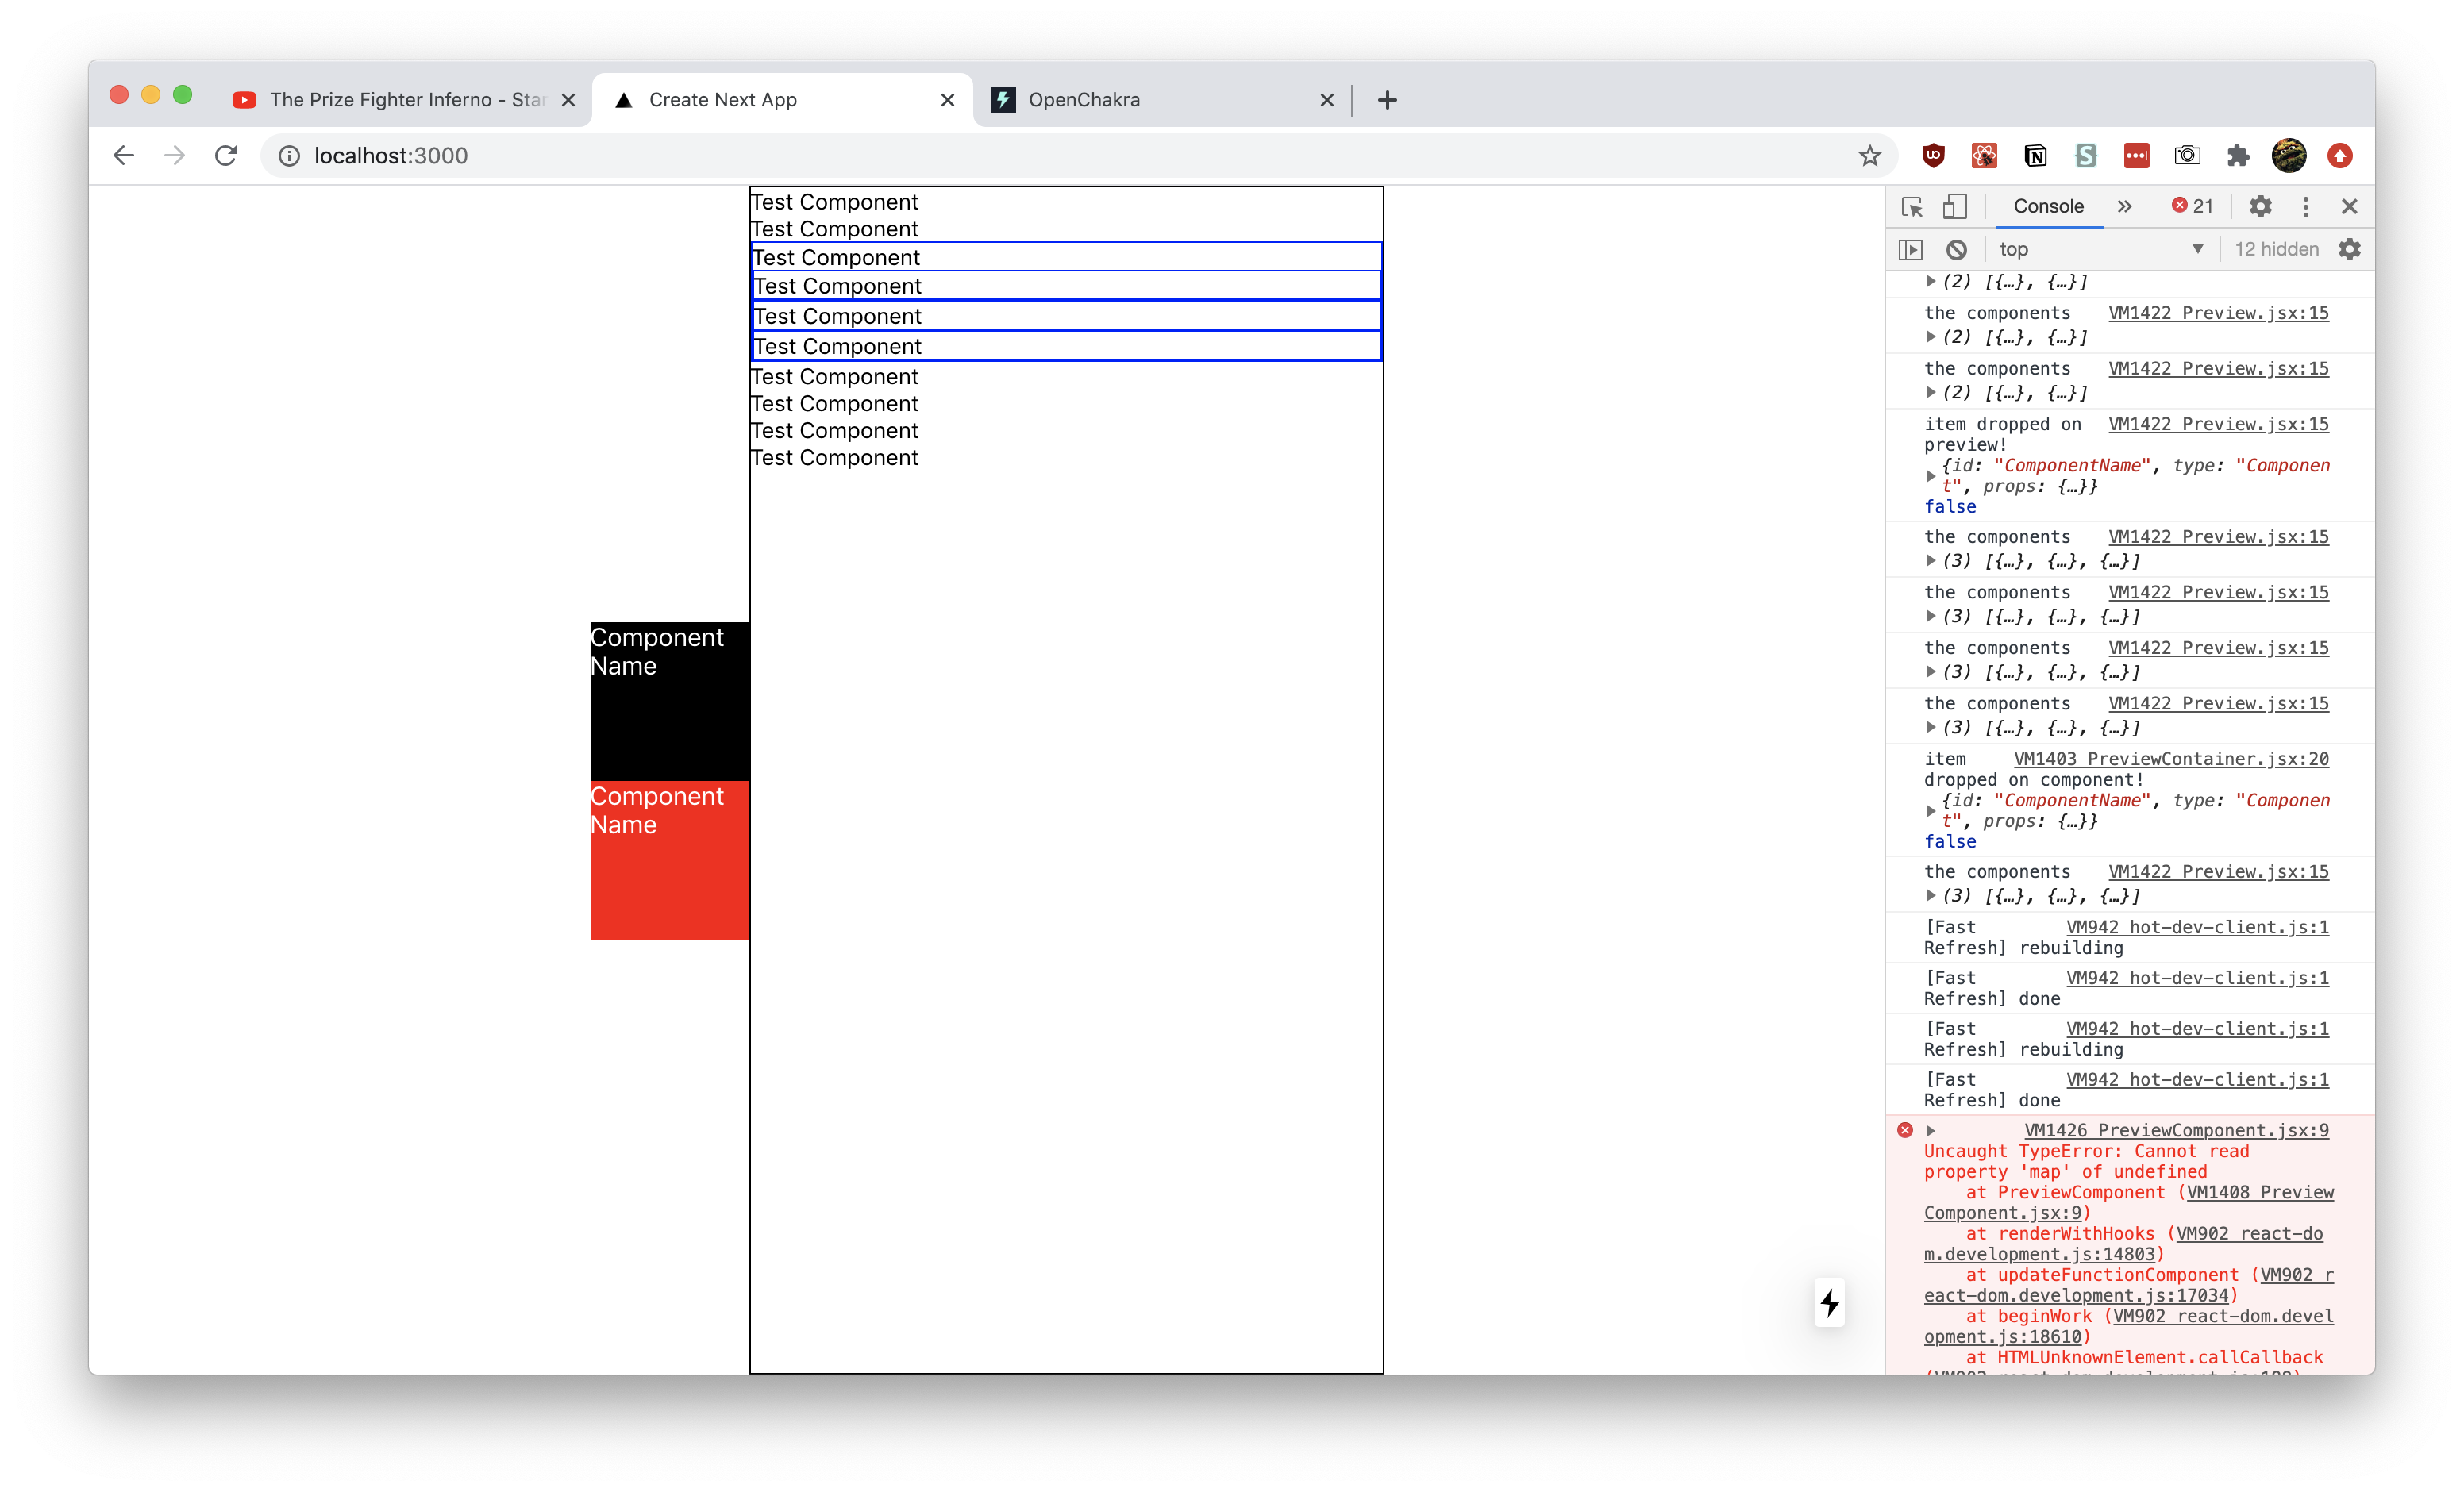 The Prize Fighter Inferno - Star
Create Next App
OpenChakra
localhost:3000
Test Component
Test Component
Test Component
Test Component
Test Component
Test Component
Test Component
Test Component
Test Component
Test Component
Component
Name
Component
Name
Console
21
top
12 hidden
(2) [{…}, {…}]
the components VM1422 Preview.jsx:15
(2) [{…}, {…}]
the components VM1422 Preview.jsx:15
(2) [{…}, {…}]
item dropped on VM1422 Preview.jsx:15
preview!
{id: "ComponentName", type: "Componen
t", props: {…}}
false
the components VM1422 Preview.jsx:15
(3) [{…}, {…}, {…}]
the components VM1422 Preview.jsx:15
(3) [{…}, {…}, {…}]
the components VM1422 Preview.jsx:15
(3) [{…}, {…}, {…}]
the components VM1422 Preview.jsx:15
(3) [{…}, {…}, {…}]
item VM1403 PreviewContainer.jsx:20
dropped on component!
{id: "ComponentName", type: "Componen
t", props: {…}}
false
the components VM1422 Preview.jsx:15
(3) [{…}, {…}, {…}]
[Fast VM942 hot-dev-client.js:1
Refresh] rebuilding
[Fast VM942 hot-dev-client.js:1
Refresh] done
[Fast VM942 hot-dev-client.js:1
Refresh] rebuilding
[Fast VM942 hot-dev-client.js:1
Refresh] done
VM1426 PreviewComponent.jsx:9
Uncaught TypeError: Cannot read
property 'map' of undefined
at PreviewComponent (VM1408 Preview
Component.jsx:9)
at renderWithHooks (VM902 react-do
m.development.js:14803)
at updateFunctionComponent (VM902 r
eact-dom.development.js:17034)
at beginWork (VM902 react-dom.devel
opment.js:18610)
at HTMLUnknownElement.callCallback